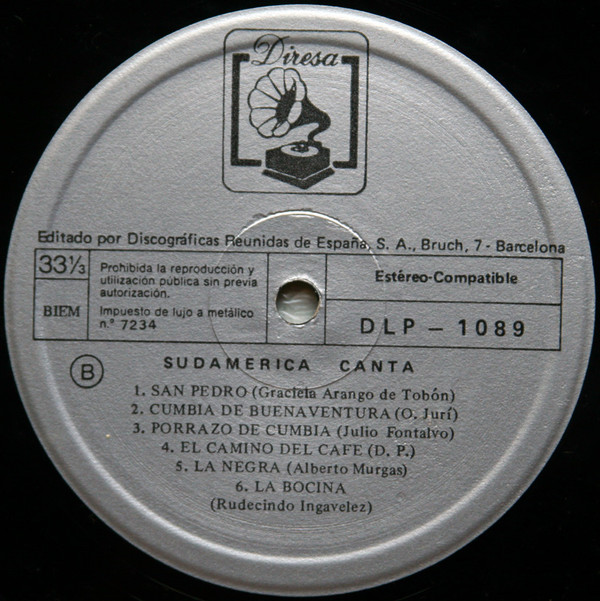 Diresa
Editado por Discográficas Reunidas de España, S. A., Bruch, 7 - Barcelona
33 1/3
Prohibida la reproducción y
utilización pública sin previa
autorización.
BIEM
Impuesto de lujo a metálico
n.º 7234
Estéreo-Compatible
DLP - 1089
B
SUDAMERICA CANTA
1. SAN PEDRO (Graciela Arango de Tobón)
2. CUMBIA DE BUENAVENTURA (O. Jurí)
3. PORRAZO DE CUMBIA (Julio Fontalvo)
4. EL CAMINO DEL CAFE (D. P.)
5. LA NEGRA (Alberto Murgas)
6. LA BOCINA
(Rudecindo Ingavelez)